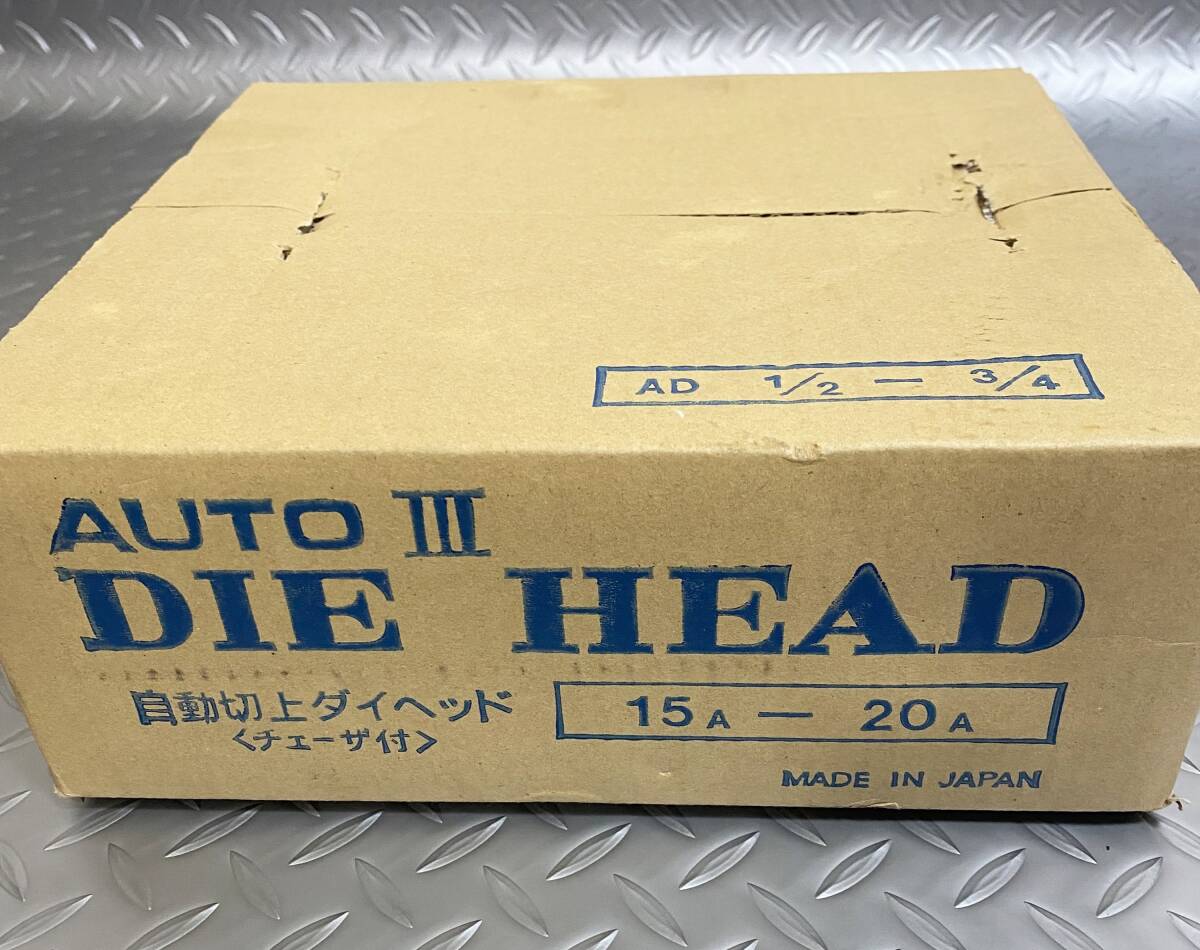 AD 1/2 — 3/4
AUTO III
DIE HEAD
自動切上ダイヘッド
<チェーザ付>
15A — 20A
MADE IN JAPAN